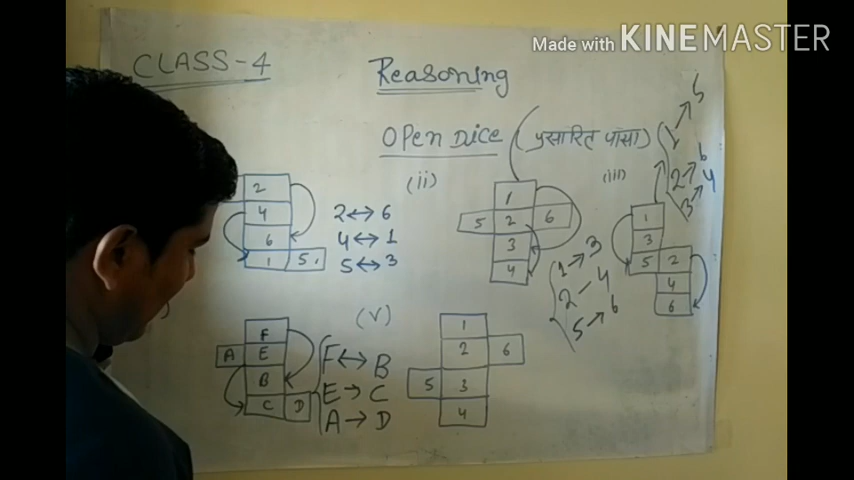 Made with KINEMASTER
CLASS-4
Reasoning
OPen Dice (प्रसारित पासा)
2
4
6
1 5
2 ↔ 6
4 ↔ 1
5 ↔ 3
(ii)
1
5 2 6
3
4
1 → 3
2 - 4
5 → 6
(iii)
1 → 5
2 → 6
3 → 4
1
3
5 2
4
6
F
A E
B
C D
F ↔ B
E → C
A → D
(V)
1
2 6
5 3
4